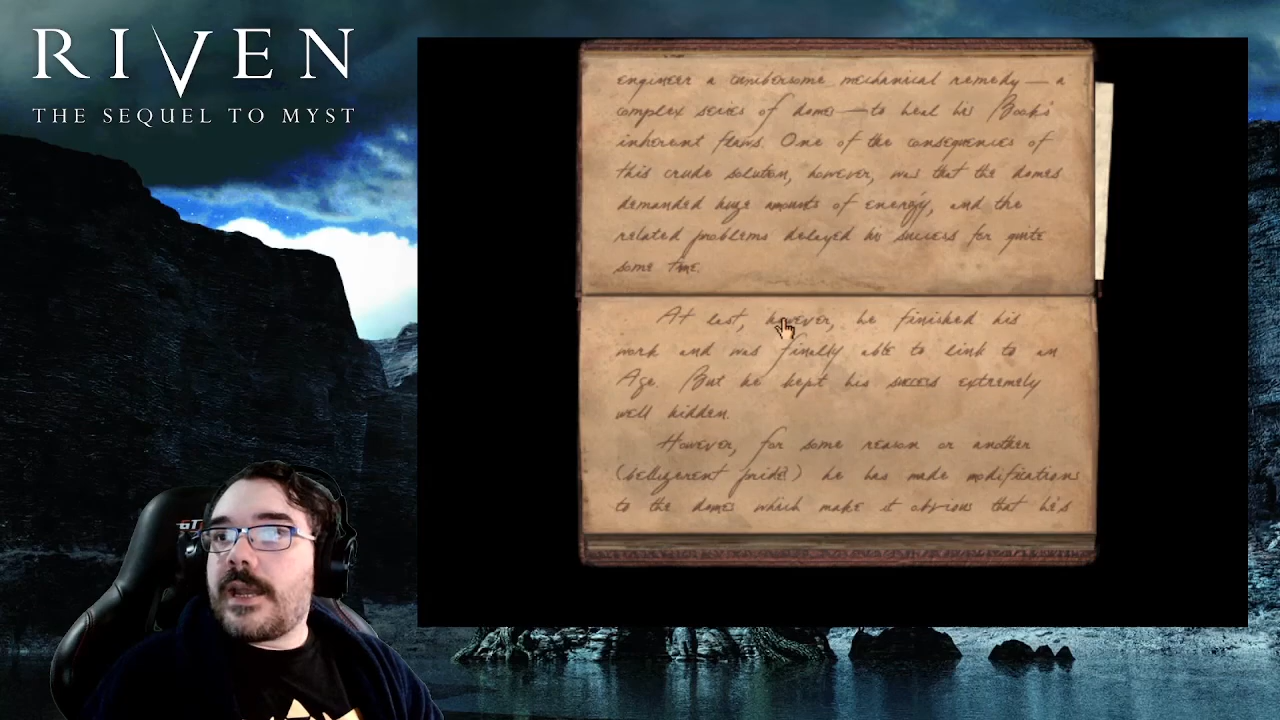 RIVEN
THE SEQUEL TO MYST
engineer a cumbersome mechanical remedy — a
complex series of domes — to heal his Books'
inherent flaws. One of the consequences of
this crude solution, however, was that the domes
demanded huge amounts of energy, and the
related problems delayed his success for quite
some time.
At last, however, he finished his
work and was finally able to link to an
Age. But he kept his success extremely
well hidden.
However, for some reason or another
(belligerent pride?) he has made modifications
to the domes which make it obvious that he's